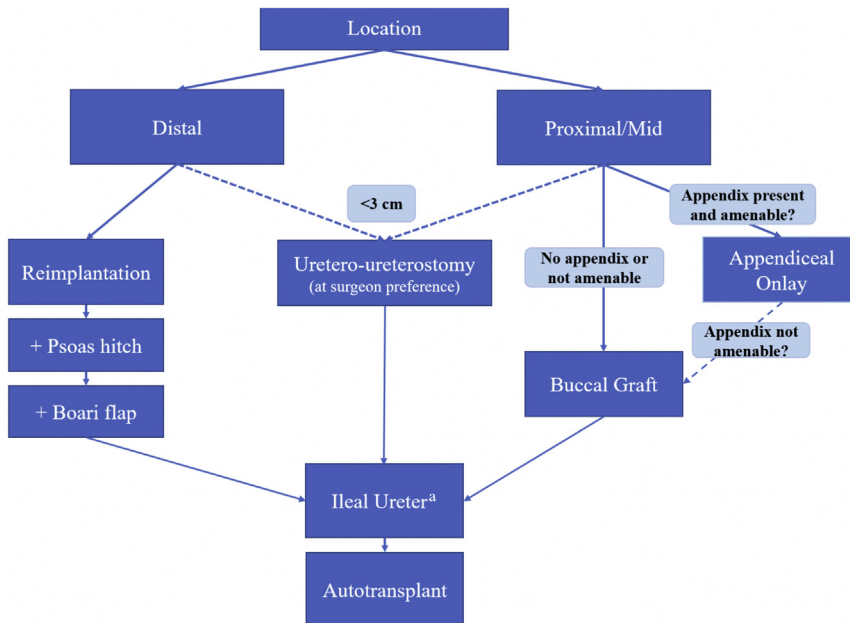 Location
Distal
Proximal/Mid
<3 cm
Appendix present
and amenable?
Reimplantation
Uretero-ureterostomy
(at surgeon preference)
No appendix or
not amenable
Appendiceal
Onlay
+ Psoas hitch
Appendix not
amenable?
Buccal Graft
+ Boari flap
Ileal Ureterᵃ
Autotransplant